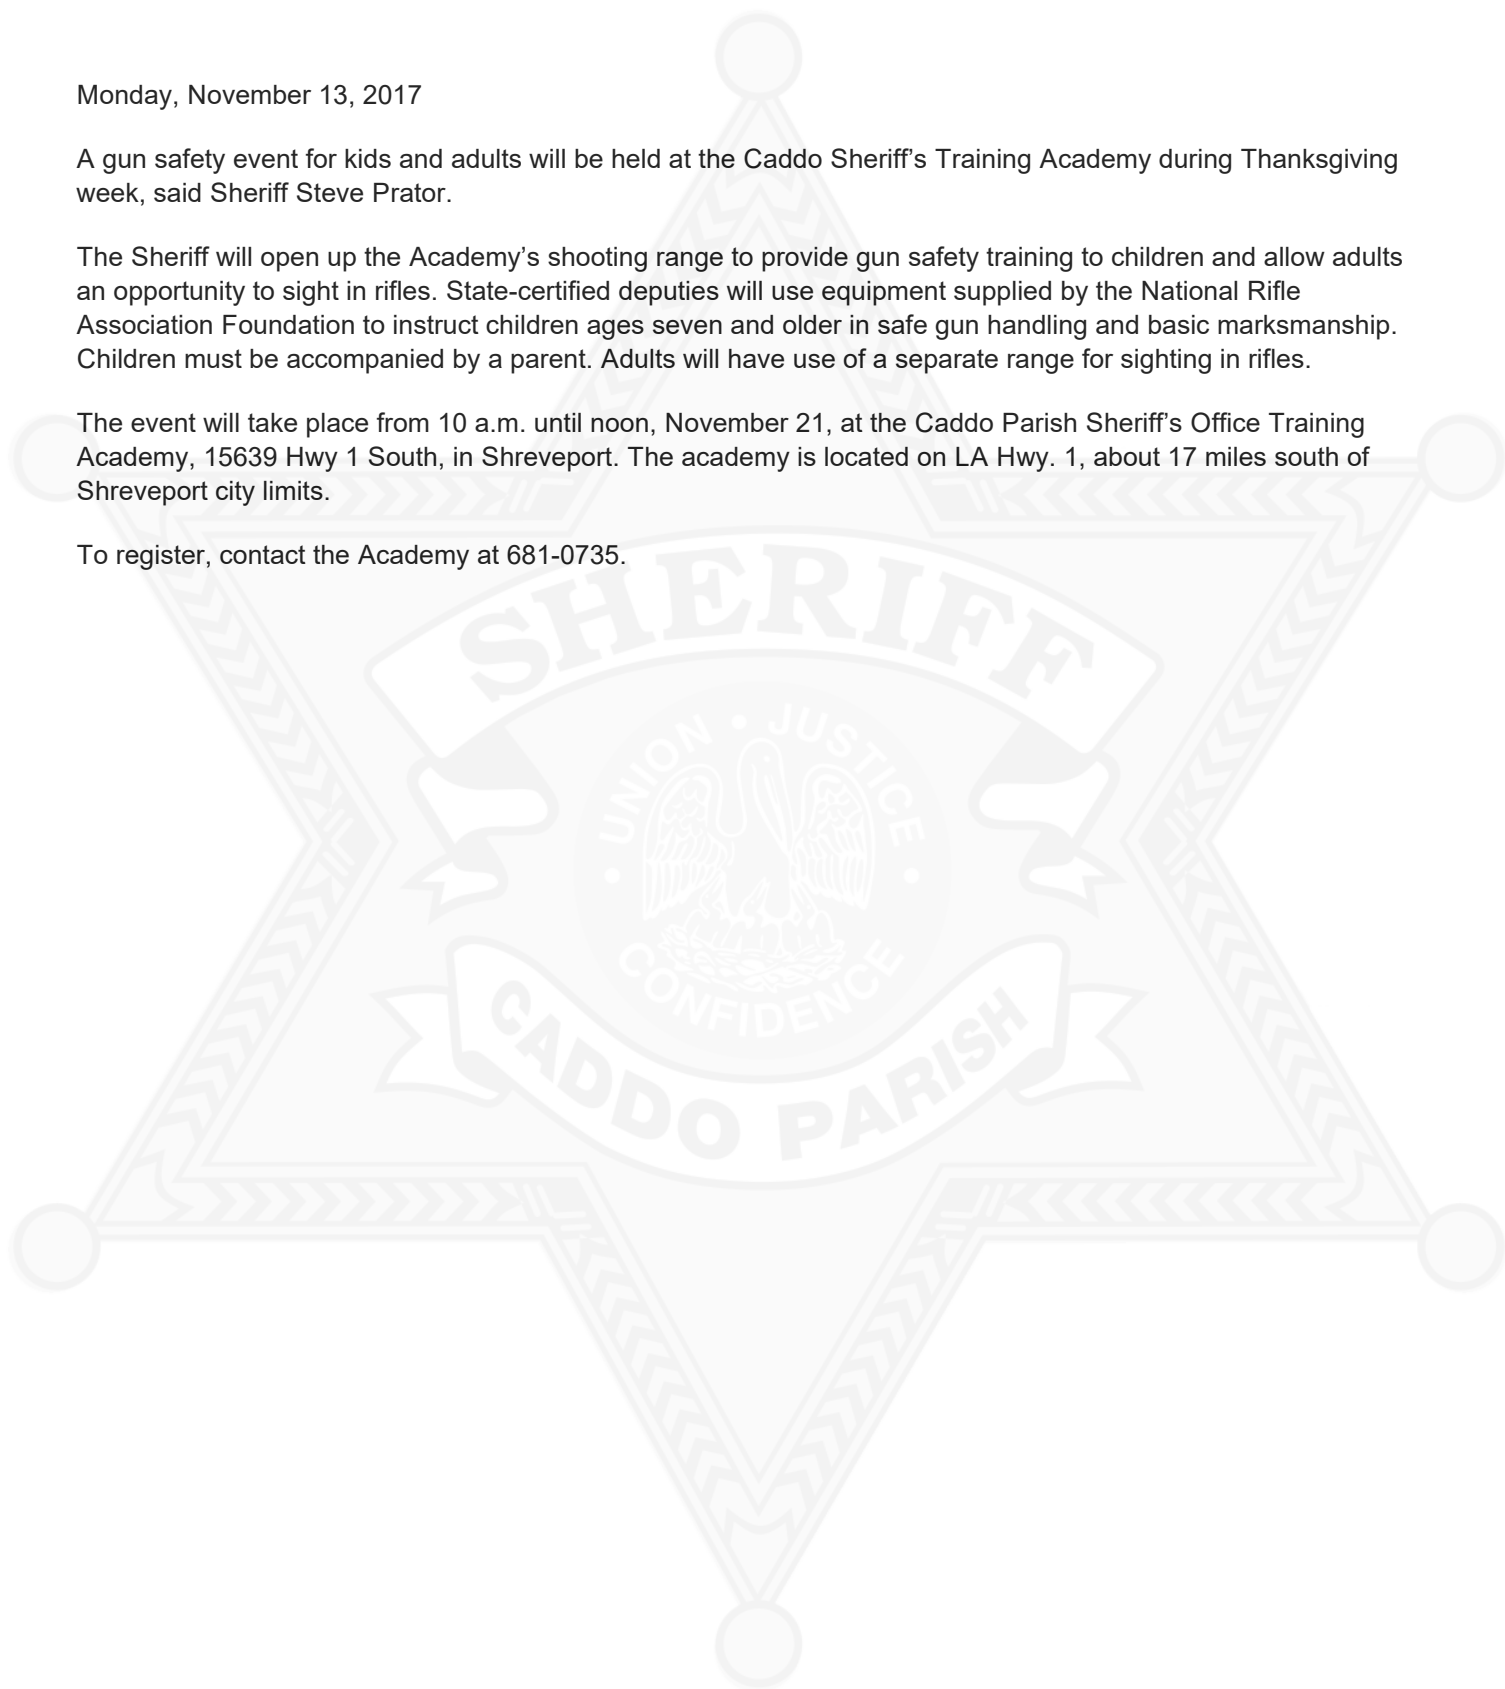 Monday, November 13, 2017
A gun safety event for kids and adults will be held at the Caddo Sheriff’s Training Academy during Thanksgiving
week, said Sheriff Steve Prator.
The Sheriff will open up the Academy’s shooting range to provide gun safety training to children and allow adults
an opportunity to sight in rifles. State-certified deputies will use equipment supplied by the National Rifle
Association Foundation to instruct children ages seven and older in safe gun handling and basic marksmanship.
Children must be accompanied by a parent. Adults will have use of a separate range for sighting in rifles.
The event will take place from 10 a.m. until noon, November 21, at the Caddo Parish Sheriff’s Office Training
Academy, 15639 Hwy 1 South, in Shreveport. The academy is located on LA Hwy. 1, about 17 miles south of
Shreveport city limits.
To register, contact the Academy at 681-0735.
SHERIFF
UNION • JUSTICE
• CONFIDENCE •
CADDO PARISH